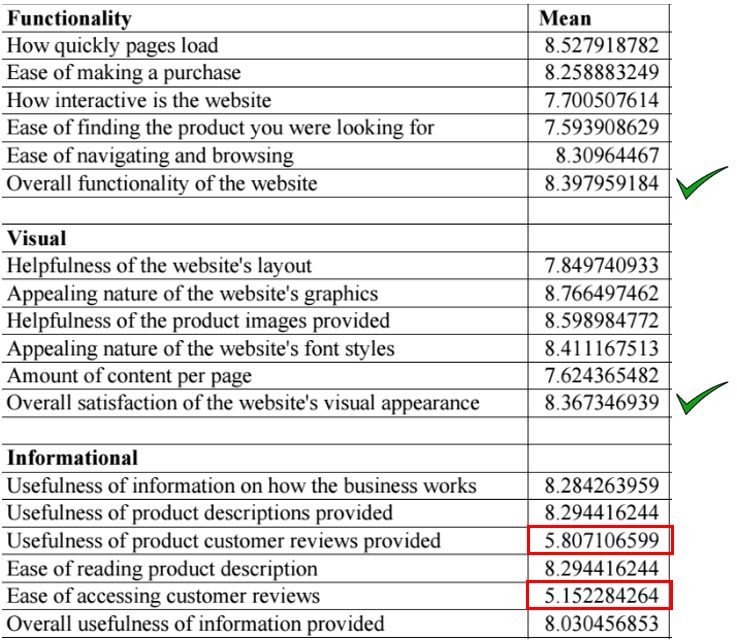 Functionality Mean
How quickly pages load 8.527918782
Ease of making a purchase 8.258883249
How interactive is the website 7.700507614
Ease of finding the product you were looking for 7.593908629
Ease of navigating and browsing 8.30964467
Overall functionality of the website 8.397959184
Visual
Helpfulness of the website's layout 7.849740933
Appealing nature of the website's graphics 8.766497462
Helpfulness of the product images provided 8.598984772
Appealing nature of the website's font styles 8.411167513
Amount of content per page 7.624365482
Overall satisfaction of the website's visual appearance 8.367346939
Informational
Usefulness of information on how the business works 8.284263959
Usefulness of product descriptions provided 8.294416244
Usefulness of product customer reviews provided 5.807106599
Ease of reading product description 8.294416244
Ease of accessing customer reviews 5.152284264
Overall usefulness of information provided 8.030456853